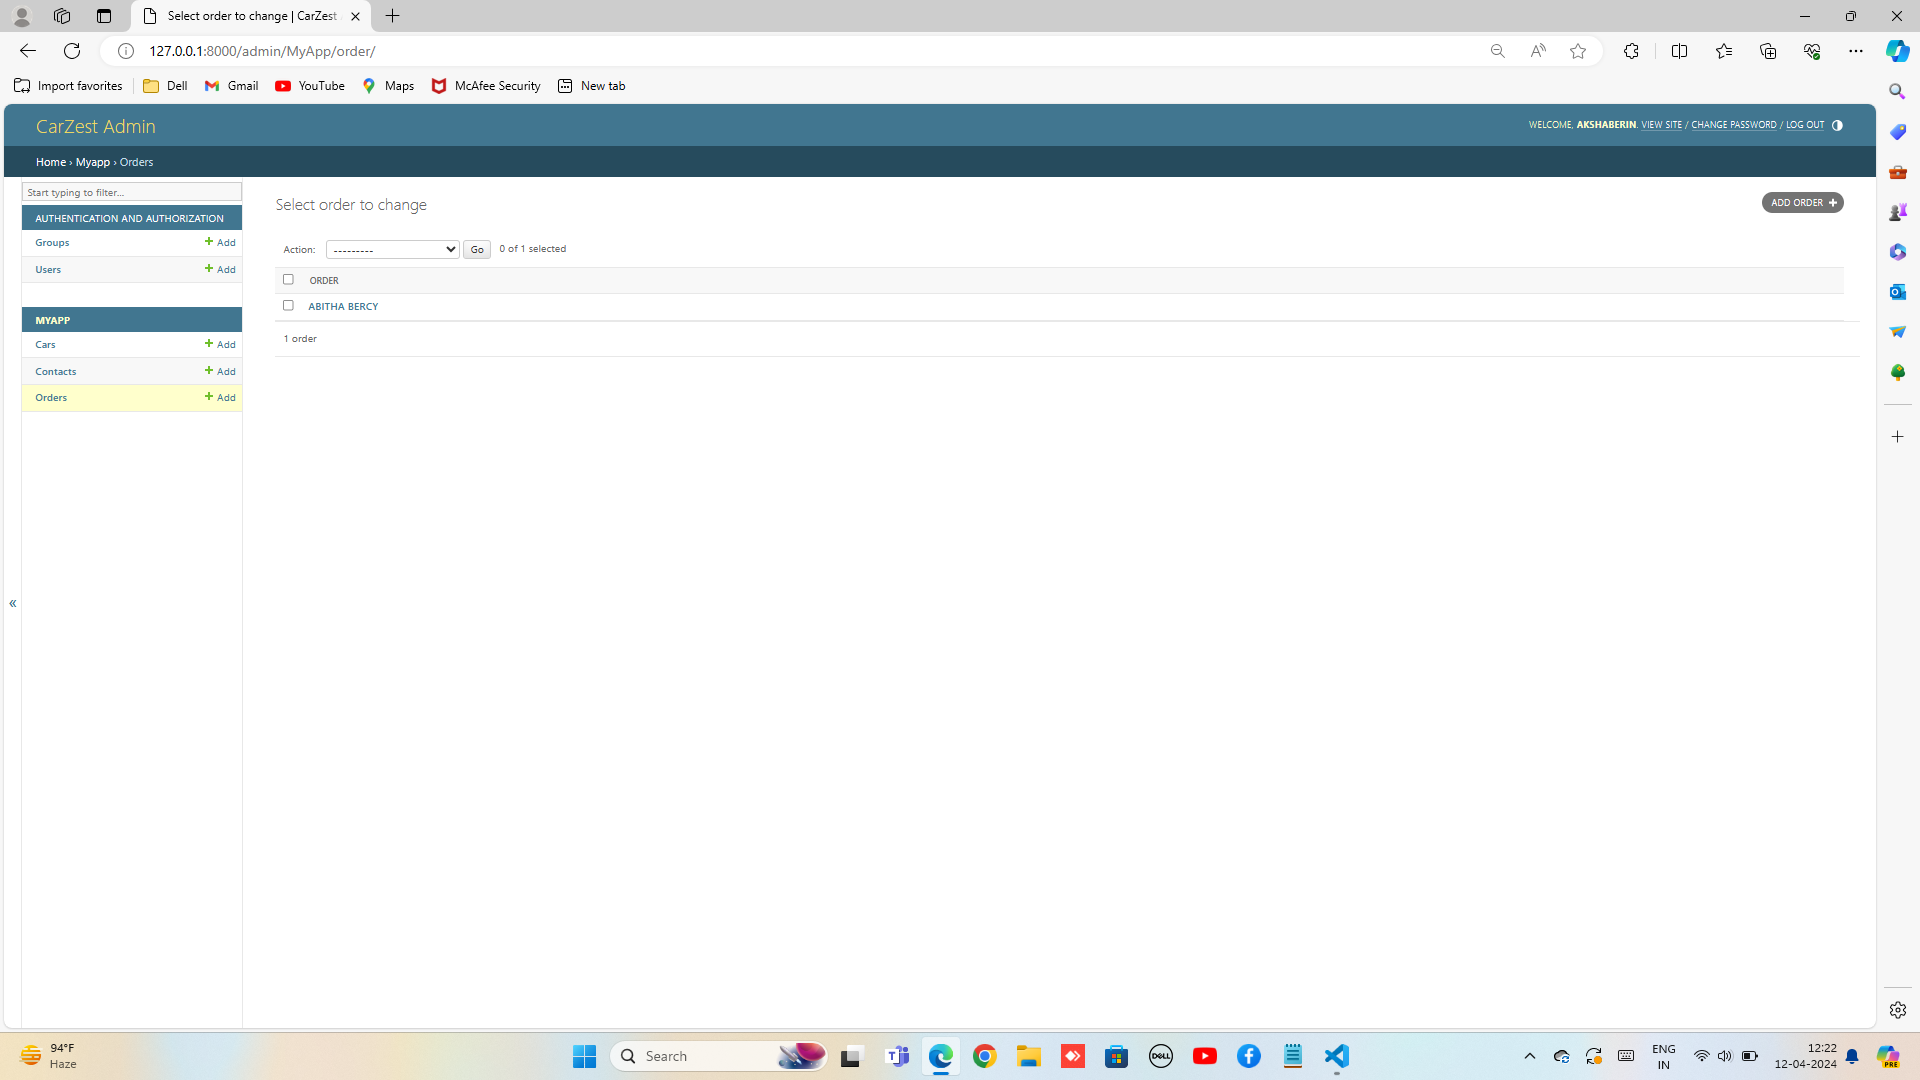 Select order to change | CarZest
127.0.0.1:8000/admin/MyApp/order/
Import favorites
Dell
Gmail
YouTube
Maps
McAfee Security
New tab
CarZest Admin
WELCOME, AKSHABERIN. VIEW SITE / CHANGE PASSWORD / LOG OUT
Home › Myapp › Orders
Start typing to filter...
AUTHENTICATION AND AUTHORIZATION
Groups + Add
Users + Add
MYAPP
Cars + Add
Contacts + Add
Orders + Add
«
Select order to change
ADD ORDER +
Action: --------- Go 0 of 1 selected
ORDER
ABITHA BERCY
1 order
94°F
Haze
Search
DELL
ENG
IN
12:22
12-04-2024
PRE